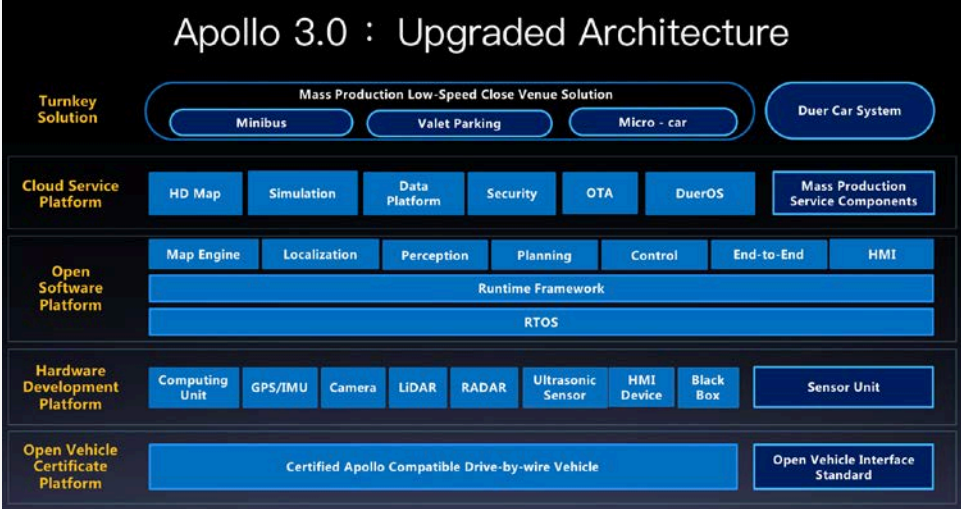 Apollo 3.0 : Upgraded Architecture
Turnkey
Solution
Mass Production Low-Speed Close Venue Solution
Minibus
Valet Parking
Micro - car
Duer Car System
Cloud Service
Platform
HD Map
Simulation
Data
Platform
Security
OTA
DuerOS
Mass Production
Service Components
Open
Software
Platform
Map Engine
Localization
Perception
Planning
Control
End-to-End
HMI
Runtime Framework
RTOS
Hardware
Development
Platform
Computing
Unit
GPS/IMU
Camera
LiDAR
RADAR
Ultrasonic
Sensor
HMI
Device
Black
Box
Sensor Unit
Open Vehicle
Certificate
Platform
Certified Apollo Compatible Drive-by-wire Vehicle
Open Vehicle Interface
Standard